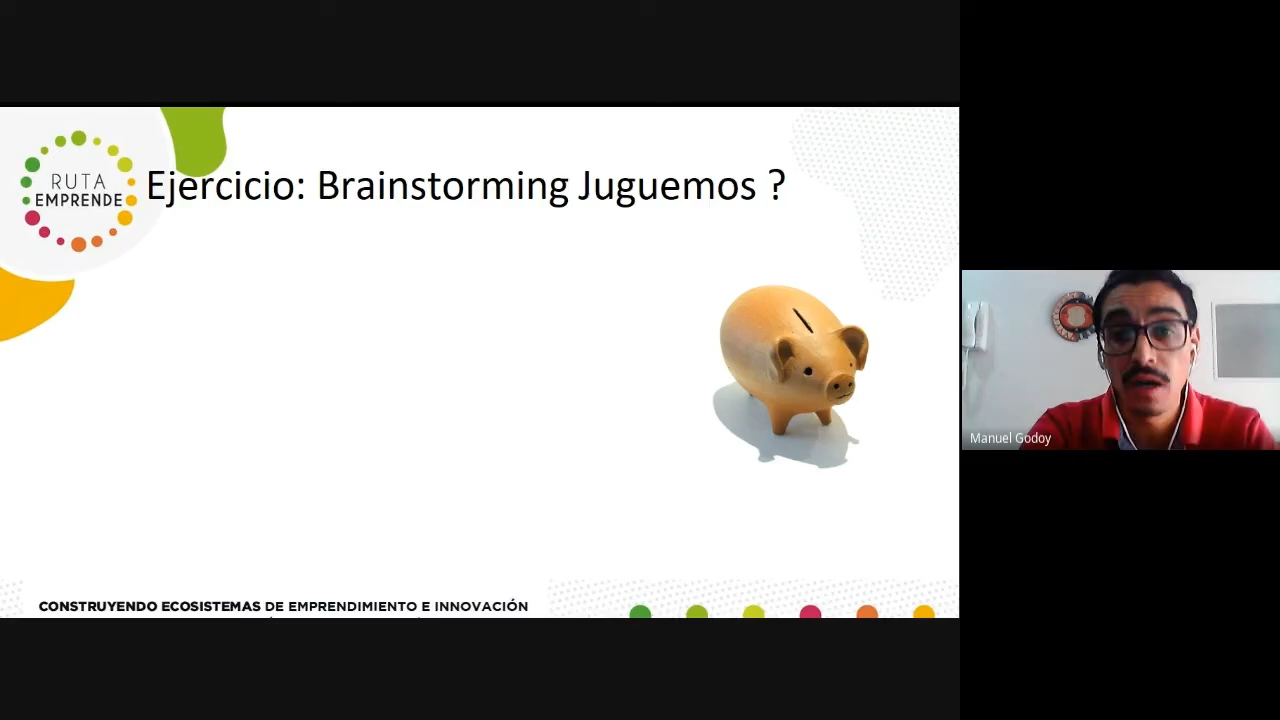 RUTA
EMPRENDE
Ejercicio: Brainstorming Juguemos ?
Manuel Godoy
CONSTRUYENDO ECOSISTEMAS DE EMPRENDIMIENTO E INNOVACIÓN